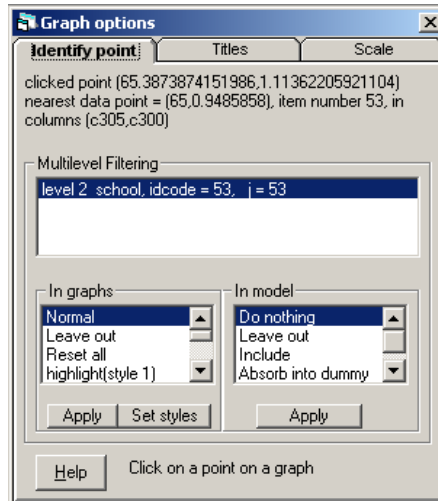 Graph options
Identify point
Titles
Scale
clicked point (65.3873874151986,1.11362205921104)
nearest data point = (65,0.9485858), item number 53, in
columns (c305,c300)
Multilevel Filtering
level 2 school, idcode = 53, j = 53
In graphs
Normal
Leave out
Reset all
highlight(style 1)
Apply
Set styles
In model
Do nothing
Leave out
Include
Absorb into dummy
Apply
Help
Click on a point on a graph